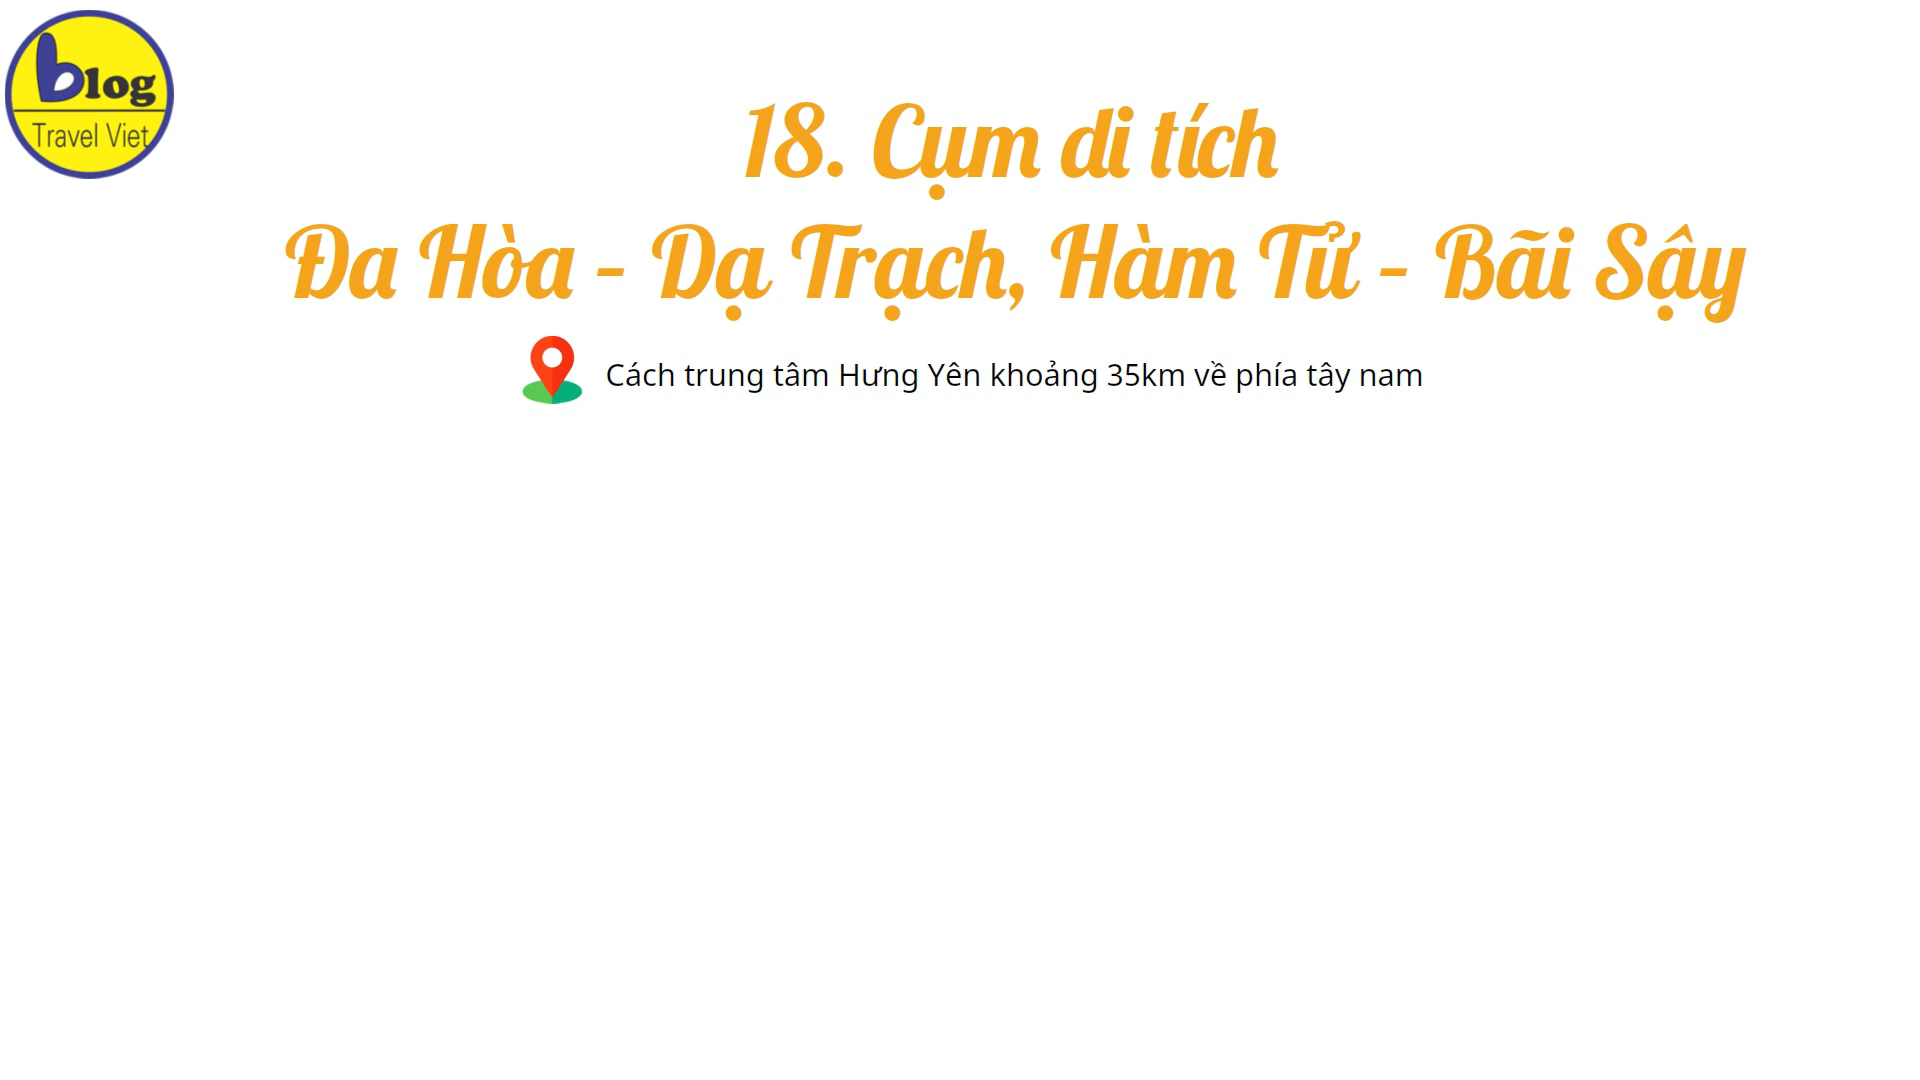 blog
Travel Viet
18. Cụm di tích
Đa Hòa – Dạ Trạch, Hàm Tử – Bãi Sậy
Cách trung tâm Hưng Yên khoảng 35km về phía tây nam